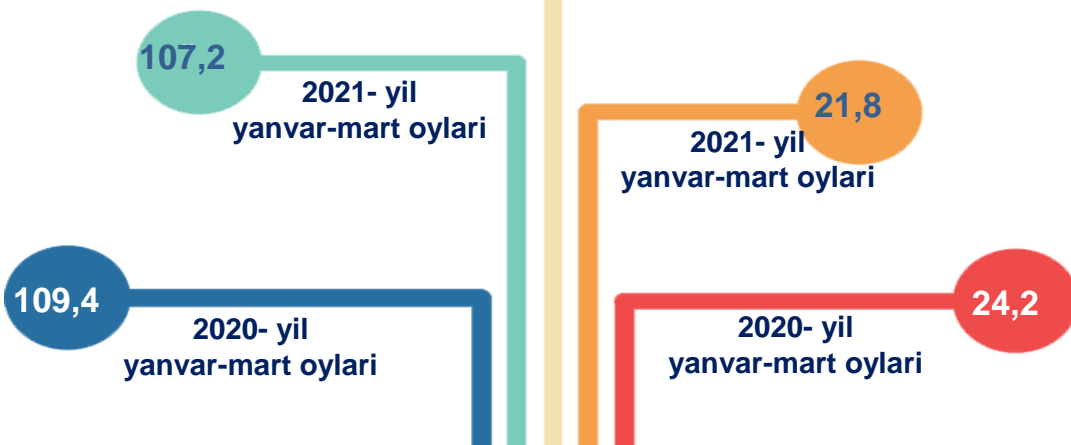 107,2
2021- yil
yanvar-mart oylari
21,8
2021- yil
yanvar-mart oylari
109,4
2020- yil
yanvar-mart oylari
24,2
2020- yil
yanvar-mart oylari